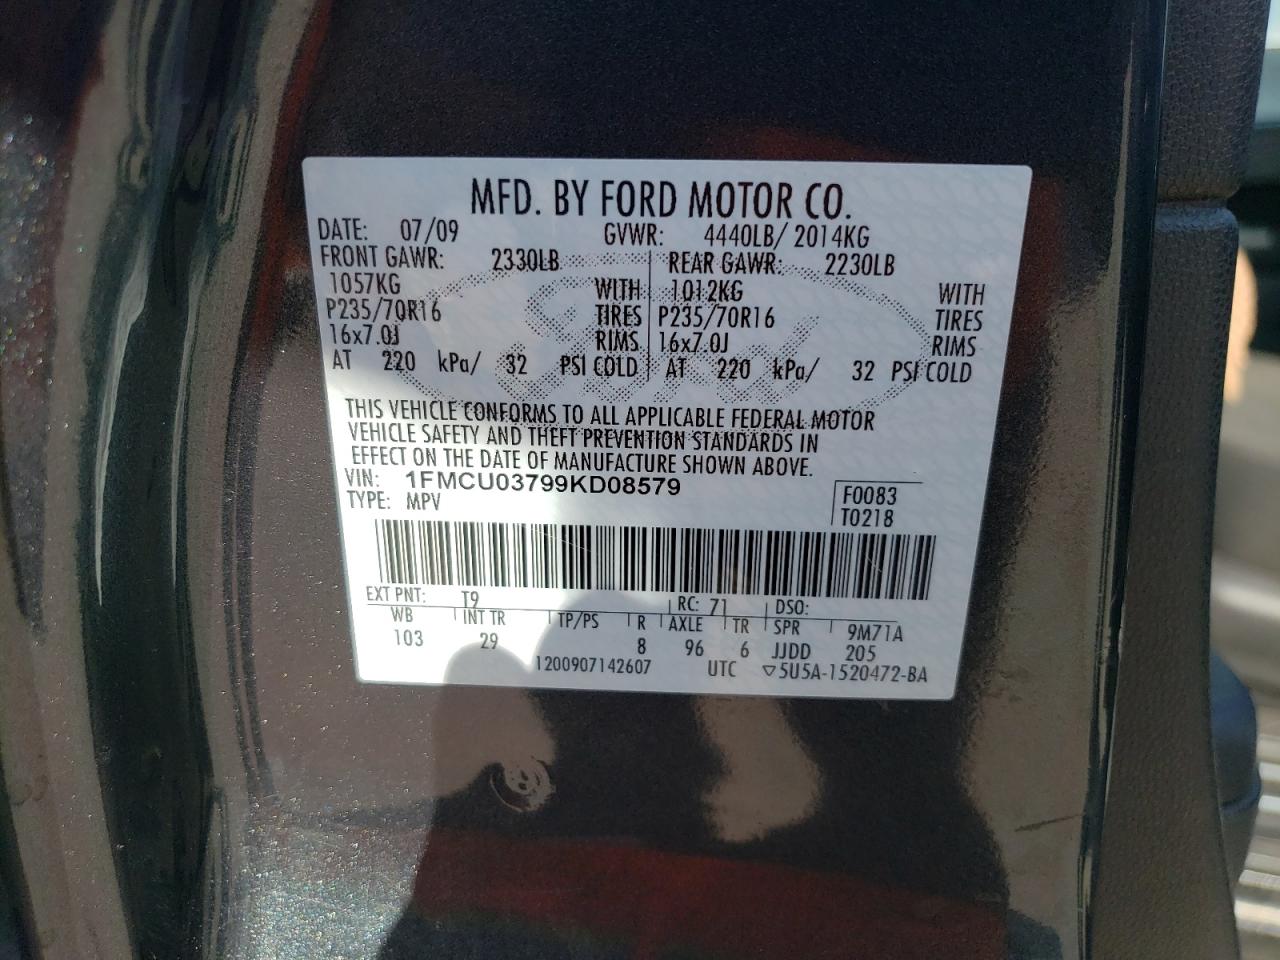 MFD. BY FORD MOTOR CO.
DATE: 07/09 GVWR: 4440LB/ 2014KG
FRONT GAWR: 2330LB REAR GAWR: 2230LB
1057KG WITH 1012KG WITH
P235/70R16 TIRES P235/70R16 TIRES
16x7.0J RIMS 16x7.0J RIMS
AT 220 kPa/ 32 PSI COLD AT 220 kPa/ 32 PSI COLD
THIS VEHICLE CONFORMS TO ALL APPLICABLE FEDERAL MOTOR
VEHICLE SAFETY AND THEFT PREVENTION STANDARDS IN
EFFECT ON THE DATE OF MANUFACTURE SHOWN ABOVE.
VIN: 1FMCU03799KD08579
TYPE: MPV
F0083
T0218
EXT PNT: T9 RC: 71 DSO:
WB INT TR TP/PS R AXLE TR SPR 9M71A
103 29 8 96 6 JJDD 205
1200907142607 UTC ▽5U5A-1520472-BA